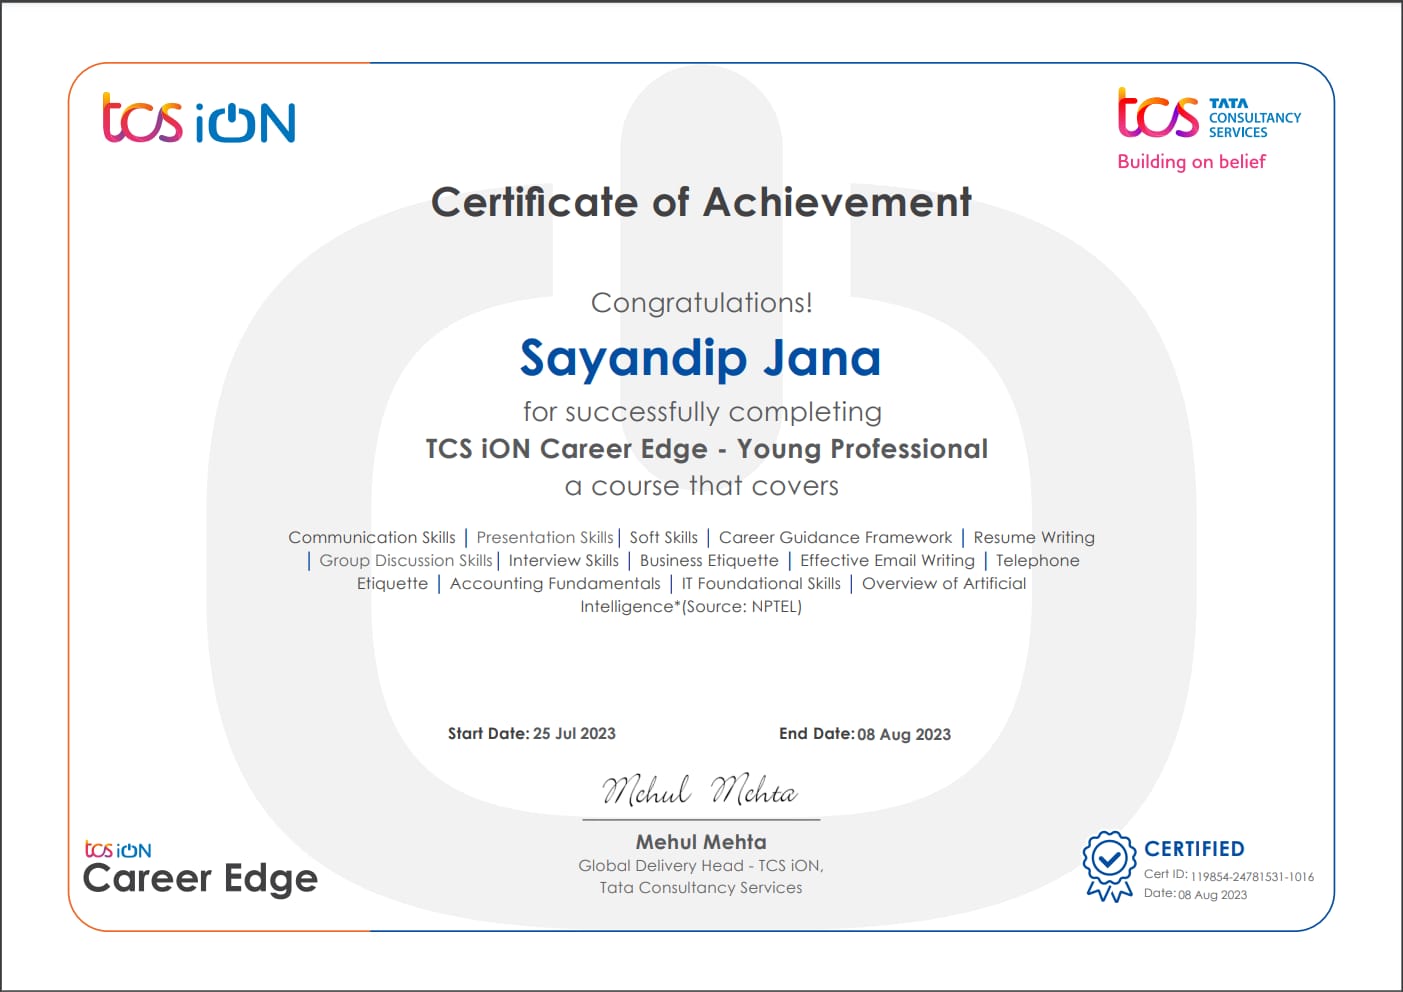 tcs iON
tcs TATA
CONSULTANCY
SERVICES
Building on belief
Certificate of Achievement
Congratulations!
Sayandip Jana
for successfully completing
TCS iON Career Edge - Young Professional
a course that covers
Communication Skills | Presentation Skills | Soft Skills | Career Guidance Framework | Resume Writing
| Group Discussion Skills | Interview Skills | Business Etiquette | Effective Email Writing | Telephone
Etiquette | Accounting Fundamentals | IT Foundational Skills | Overview of Artificial
Intelligence*(Source: NPTEL)
Start Date: 25 Jul 2023 End Date: 08 Aug 2023
Mehul Mehta
Mehul Mehta
Global Delivery Head - TCS iON,
Tata Consultancy Services
tcs iON
Career Edge
CERTIFIED
Cert ID: 119854-24781531-1016
Date: 08 Aug 2023